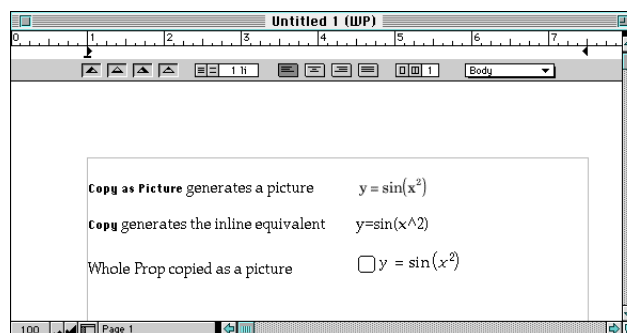 Untitled 1 (WP)
0 1 2 3 4 5 6 7
1 li 1 Body
Copy as Picture generates a picture y = sin(x²)
Copy generates the inline equivalent y=sin(x^2)
Whole Prop copied as a picture y = sin(x²)
100 Page 1